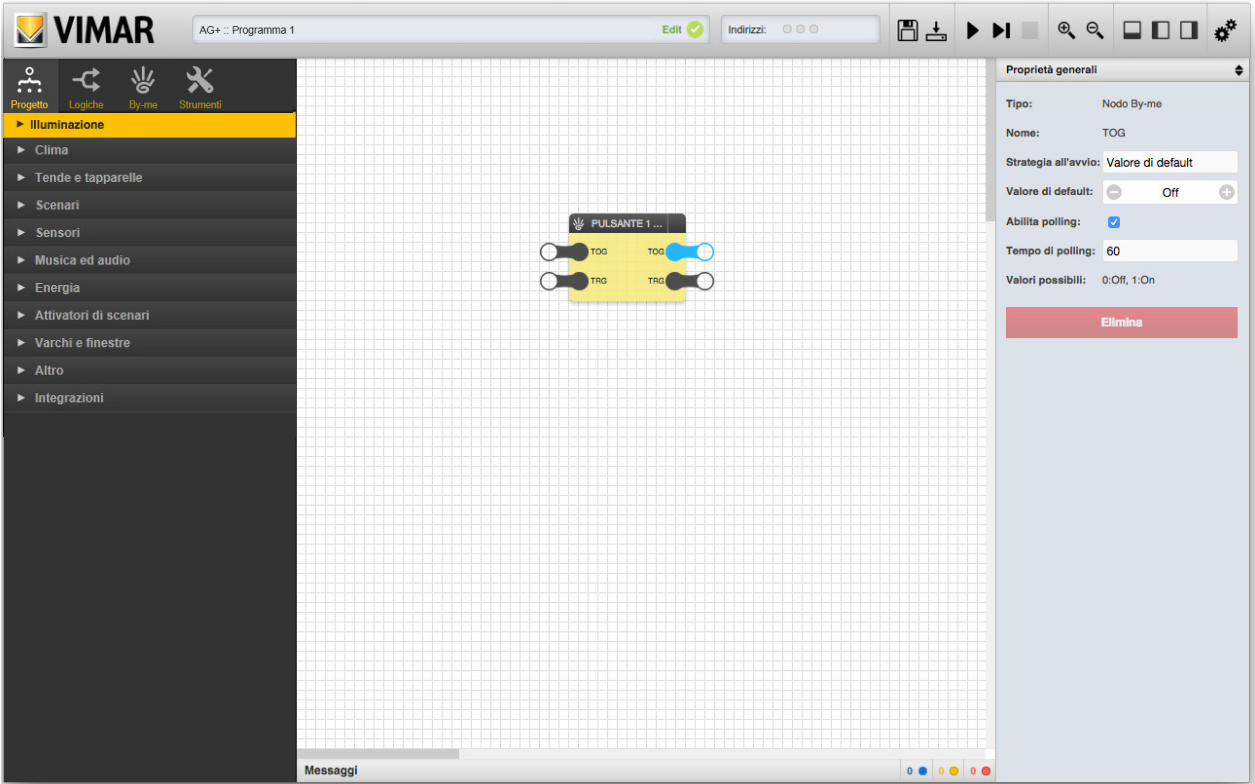 VIMAR
AG+ :: Programma 1
Edit
Indirizzi:
Progetto
Logiche
By-me
Strumenti
Illuminazione
Clima
Tende e tapparelle
Scenari
Sensori
Musica ed audio
Energia
Attivatori di scenari
Varchi e finestre
Altro
Integrazioni
PULSANTE 1 ...
TOG TOG
TRG TRG
Messaggi
0 0 0
Proprietà generali
Tipo: Nodo By-me
Nome: TOG
Strategia all'avvio: Valore di default
Valore di default: Off
Abilita polling:
Tempo di polling: 60
Valori possibili: 0:Off, 1:On
Elimina